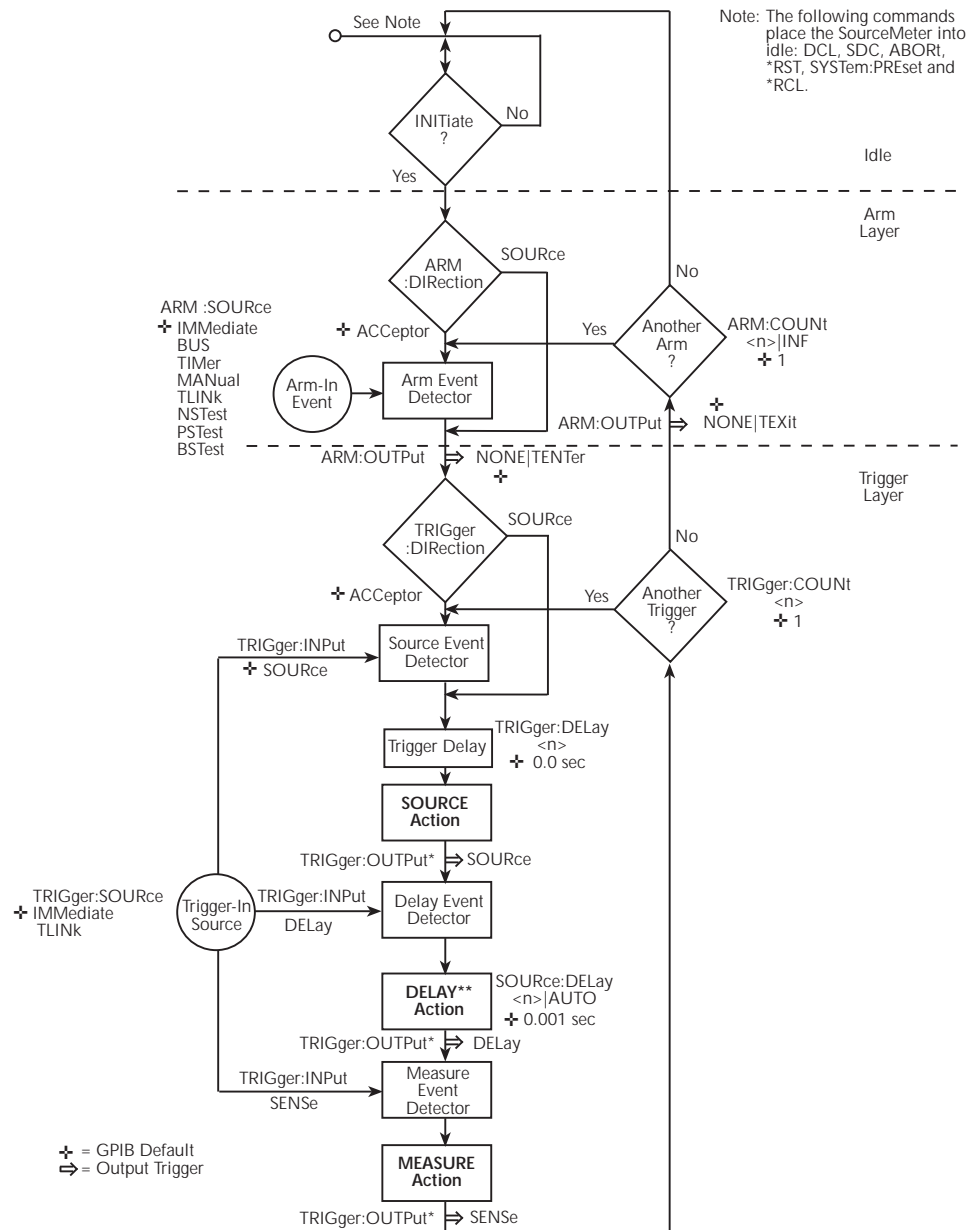 See Note
Note: The following commands
place the SourceMeter into
idle: DCL, SDC, ABORt,
*RST, SYSTem:PREset and
*RCL.
INITiate
?
No
Yes
Idle
Arm
Layer
ARM
:DIRection
SOURce
No
ARM :SOURce
IMMediate
BUS
TIMer
MANual
TLINk
NSTest
PSTest
BSTest
ACCeptor
Yes
Another
Arm
?
ARM:COUNt
<n>|INF
1
Arm-In
Event
Arm Event
Detector
ARM:OUTPut
NONE|TEXit
ARM:OUTPut
NONE|TENTer
Trigger
Layer
TRIGger
:DIRection
SOURce
No
ACCeptor
Yes
Another
Trigger
?
TRIGger:COUNt
<n>
1
TRIGger:INPut
SOURce
Source Event
Detector
Trigger Delay
TRIGger:DELay
<n>
0.0 sec
SOURCE
Action
TRIGger:OUTPut*
SOURce
TRIGger:SOURce
IMMediate
TLINk
Trigger-In
Source
TRIGger:INPut
DELay
Delay Event
Detector
DELAY**
Action
SOURce:DELay
<n>|AUTO
0.001 sec
TRIGger:OUTPut*
DELay
TRIGger:INPut
SENSe
Measure
Event
Detector
= GPIB Default
= Output Trigger
MEASURE
Action
TRIGger:OUTPut*
SENSe